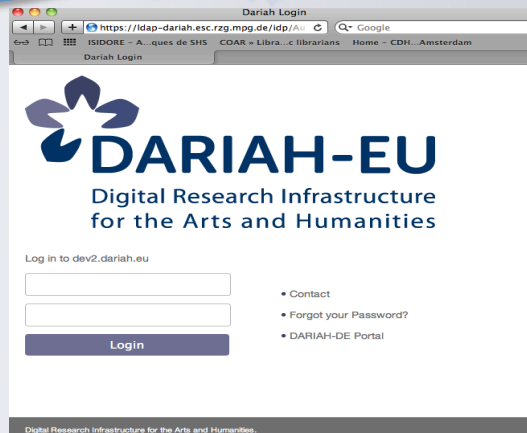 Dariah Login
https://ldap-dariah.esc.rzg.mpg.de/idp/Au
Google
ISIDORE – A...ques de SHS COAR » Libra...c librarians Home – CDH...Amsterdam
Dariah Login
DARIAH-EU
Digital Research Infrastructure
for the Arts and Humanities
Log in to dev2.dariah.eu
• Contact
• Forgot your Password?
Login
• DARIAH-DE Portal
Digital Research Infrastructure for the Arts and Humanities.